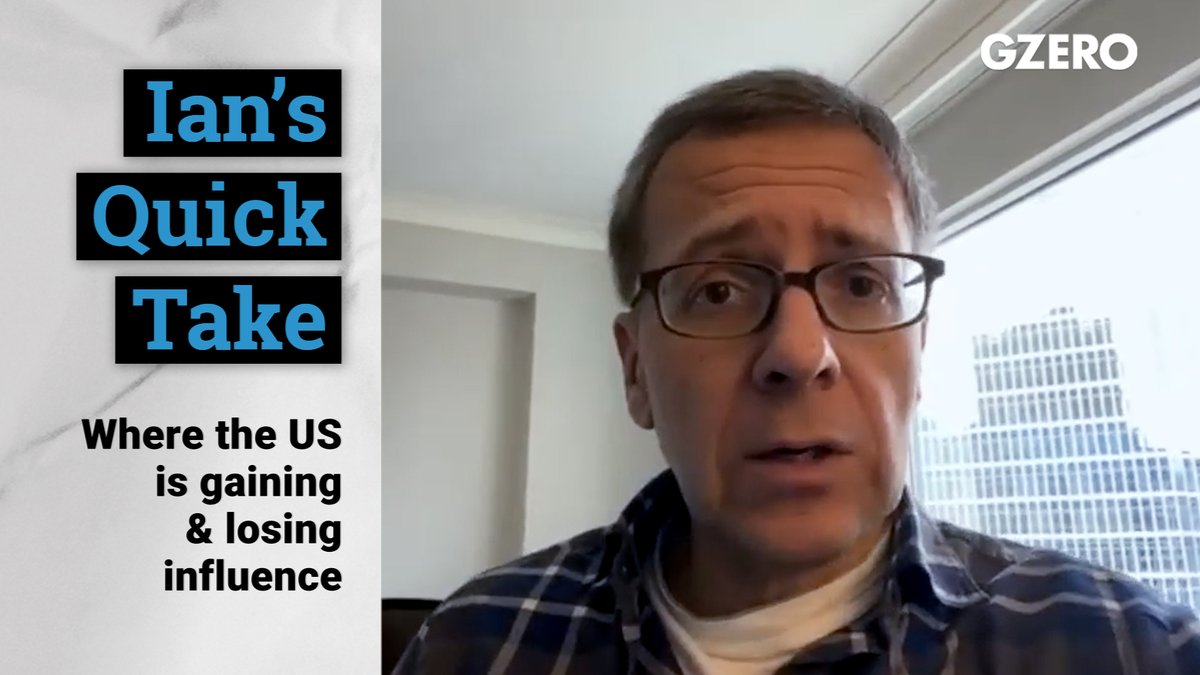 Ian's
Quick
Take
Where the US
is gaining
& losing
influence
GZERO